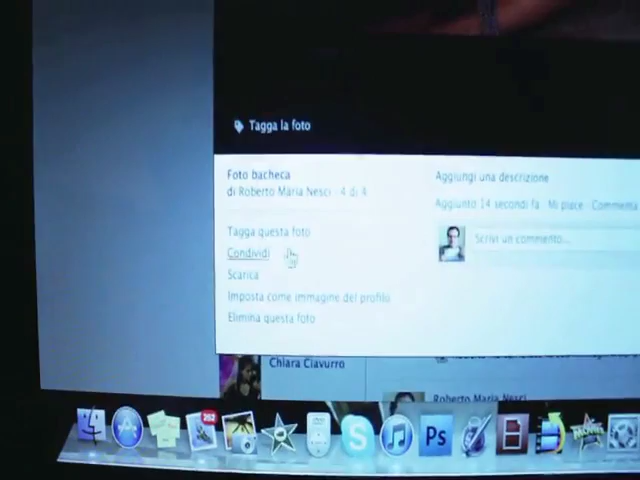 Tagga la foto
Foto bacheca
di Roberto Maria Nesci · 4 di 4
Aggiungi una descrizione
Aggiunto 14 secondi fa · Mi piace · Commenta
Scrivi un commento...
Tagga questa foto
Condividi
Scarica
Imposta come immagine del profilo
Elimina questa foto
Chiara Ciavurro
Roberto Maria Nesci
252
Ps